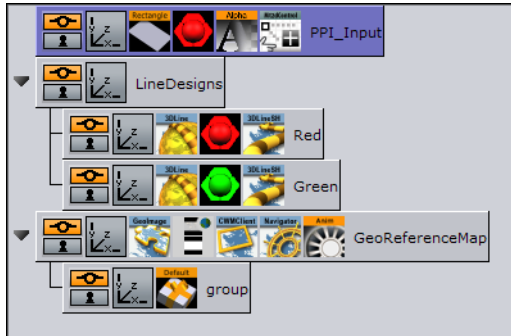 Rectangle Alpha PPI_Input
y z x
LineDesigns
y z x
3DLine 3DLineSH Red
y z x
3DLine 3DLineSH Green
y z x
GeoImage CWMClient Navigator Anim GeoReferenceMap
y z x
Default group
y z x